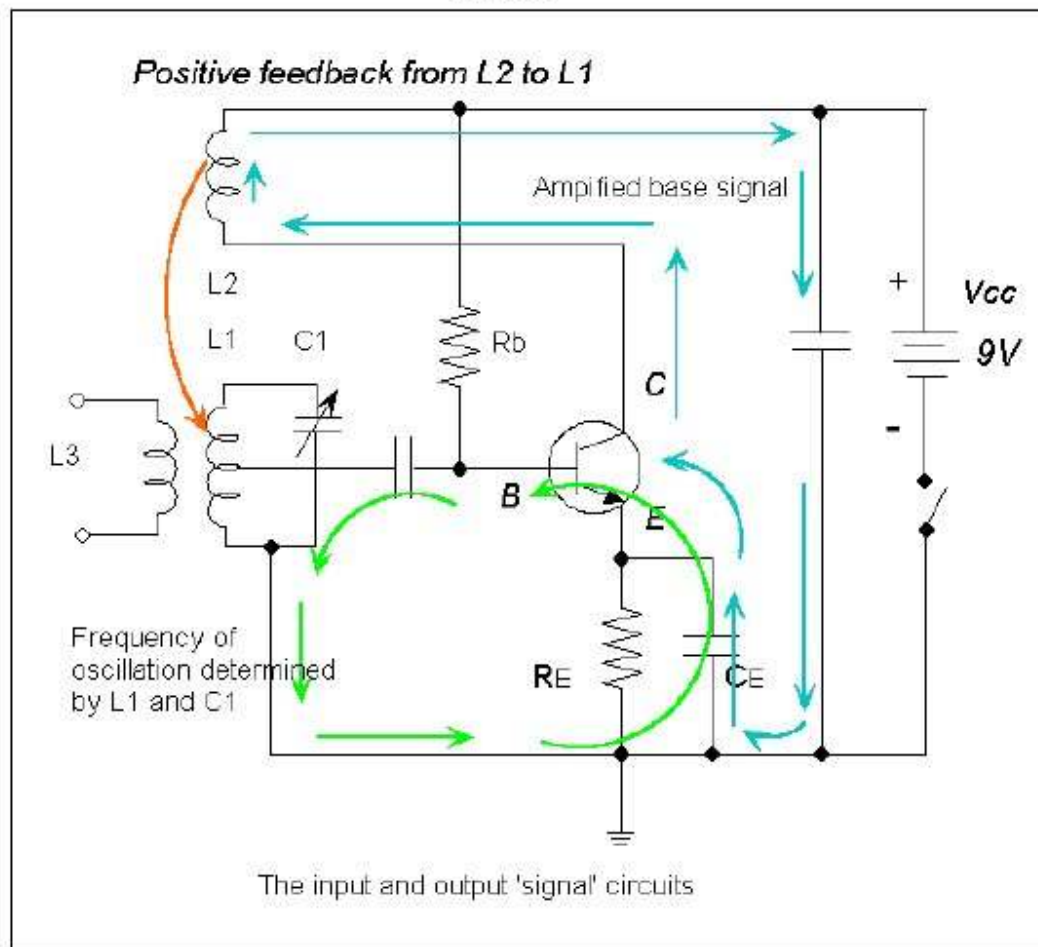 Positive feedback from L2 to L1
Ampified base signal
L2
L1
C1
Rb
+
Vcc
9V
-
C
L3
B
E
Frequency of
oscillation determined
by L1 and C1
RE
CE
The input and output 'signal' circuits